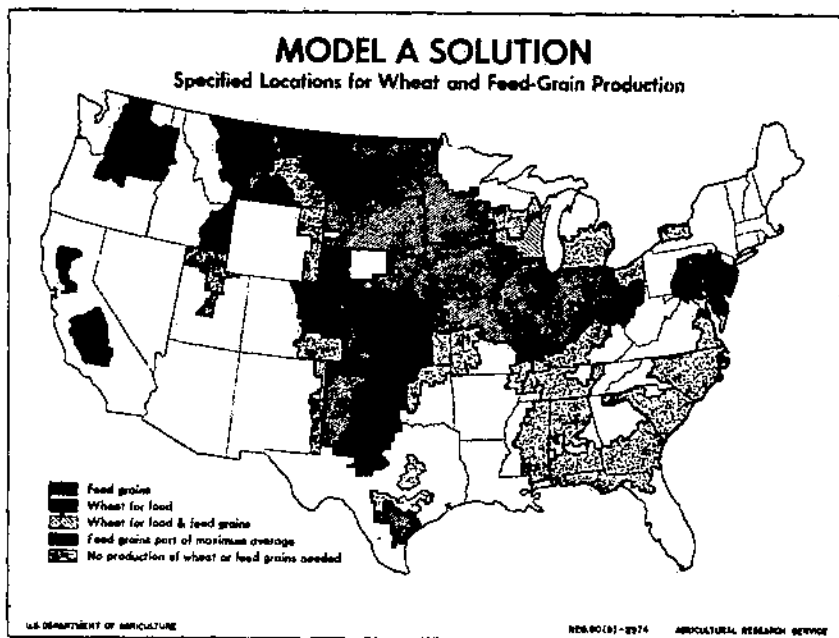 MODEL A SOLUTION
Specified Locations for Wheat and Feed-Grain Production
Feed grains
Wheat for food
Wheat for food & feed grains
Feed grains part of maximum average
No production of wheat or feed grains needed
U.S. DEPARTMENT OF AGRICULTURE
AGRICULTURAL RESEARCH SERVICE